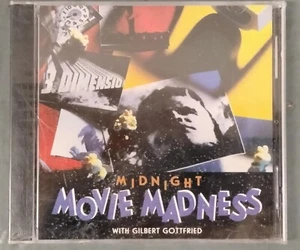 3-DIMENSIO
MIDNIGHT
MOVIE MADNESS
WITH GILBERT GOTTFRIED